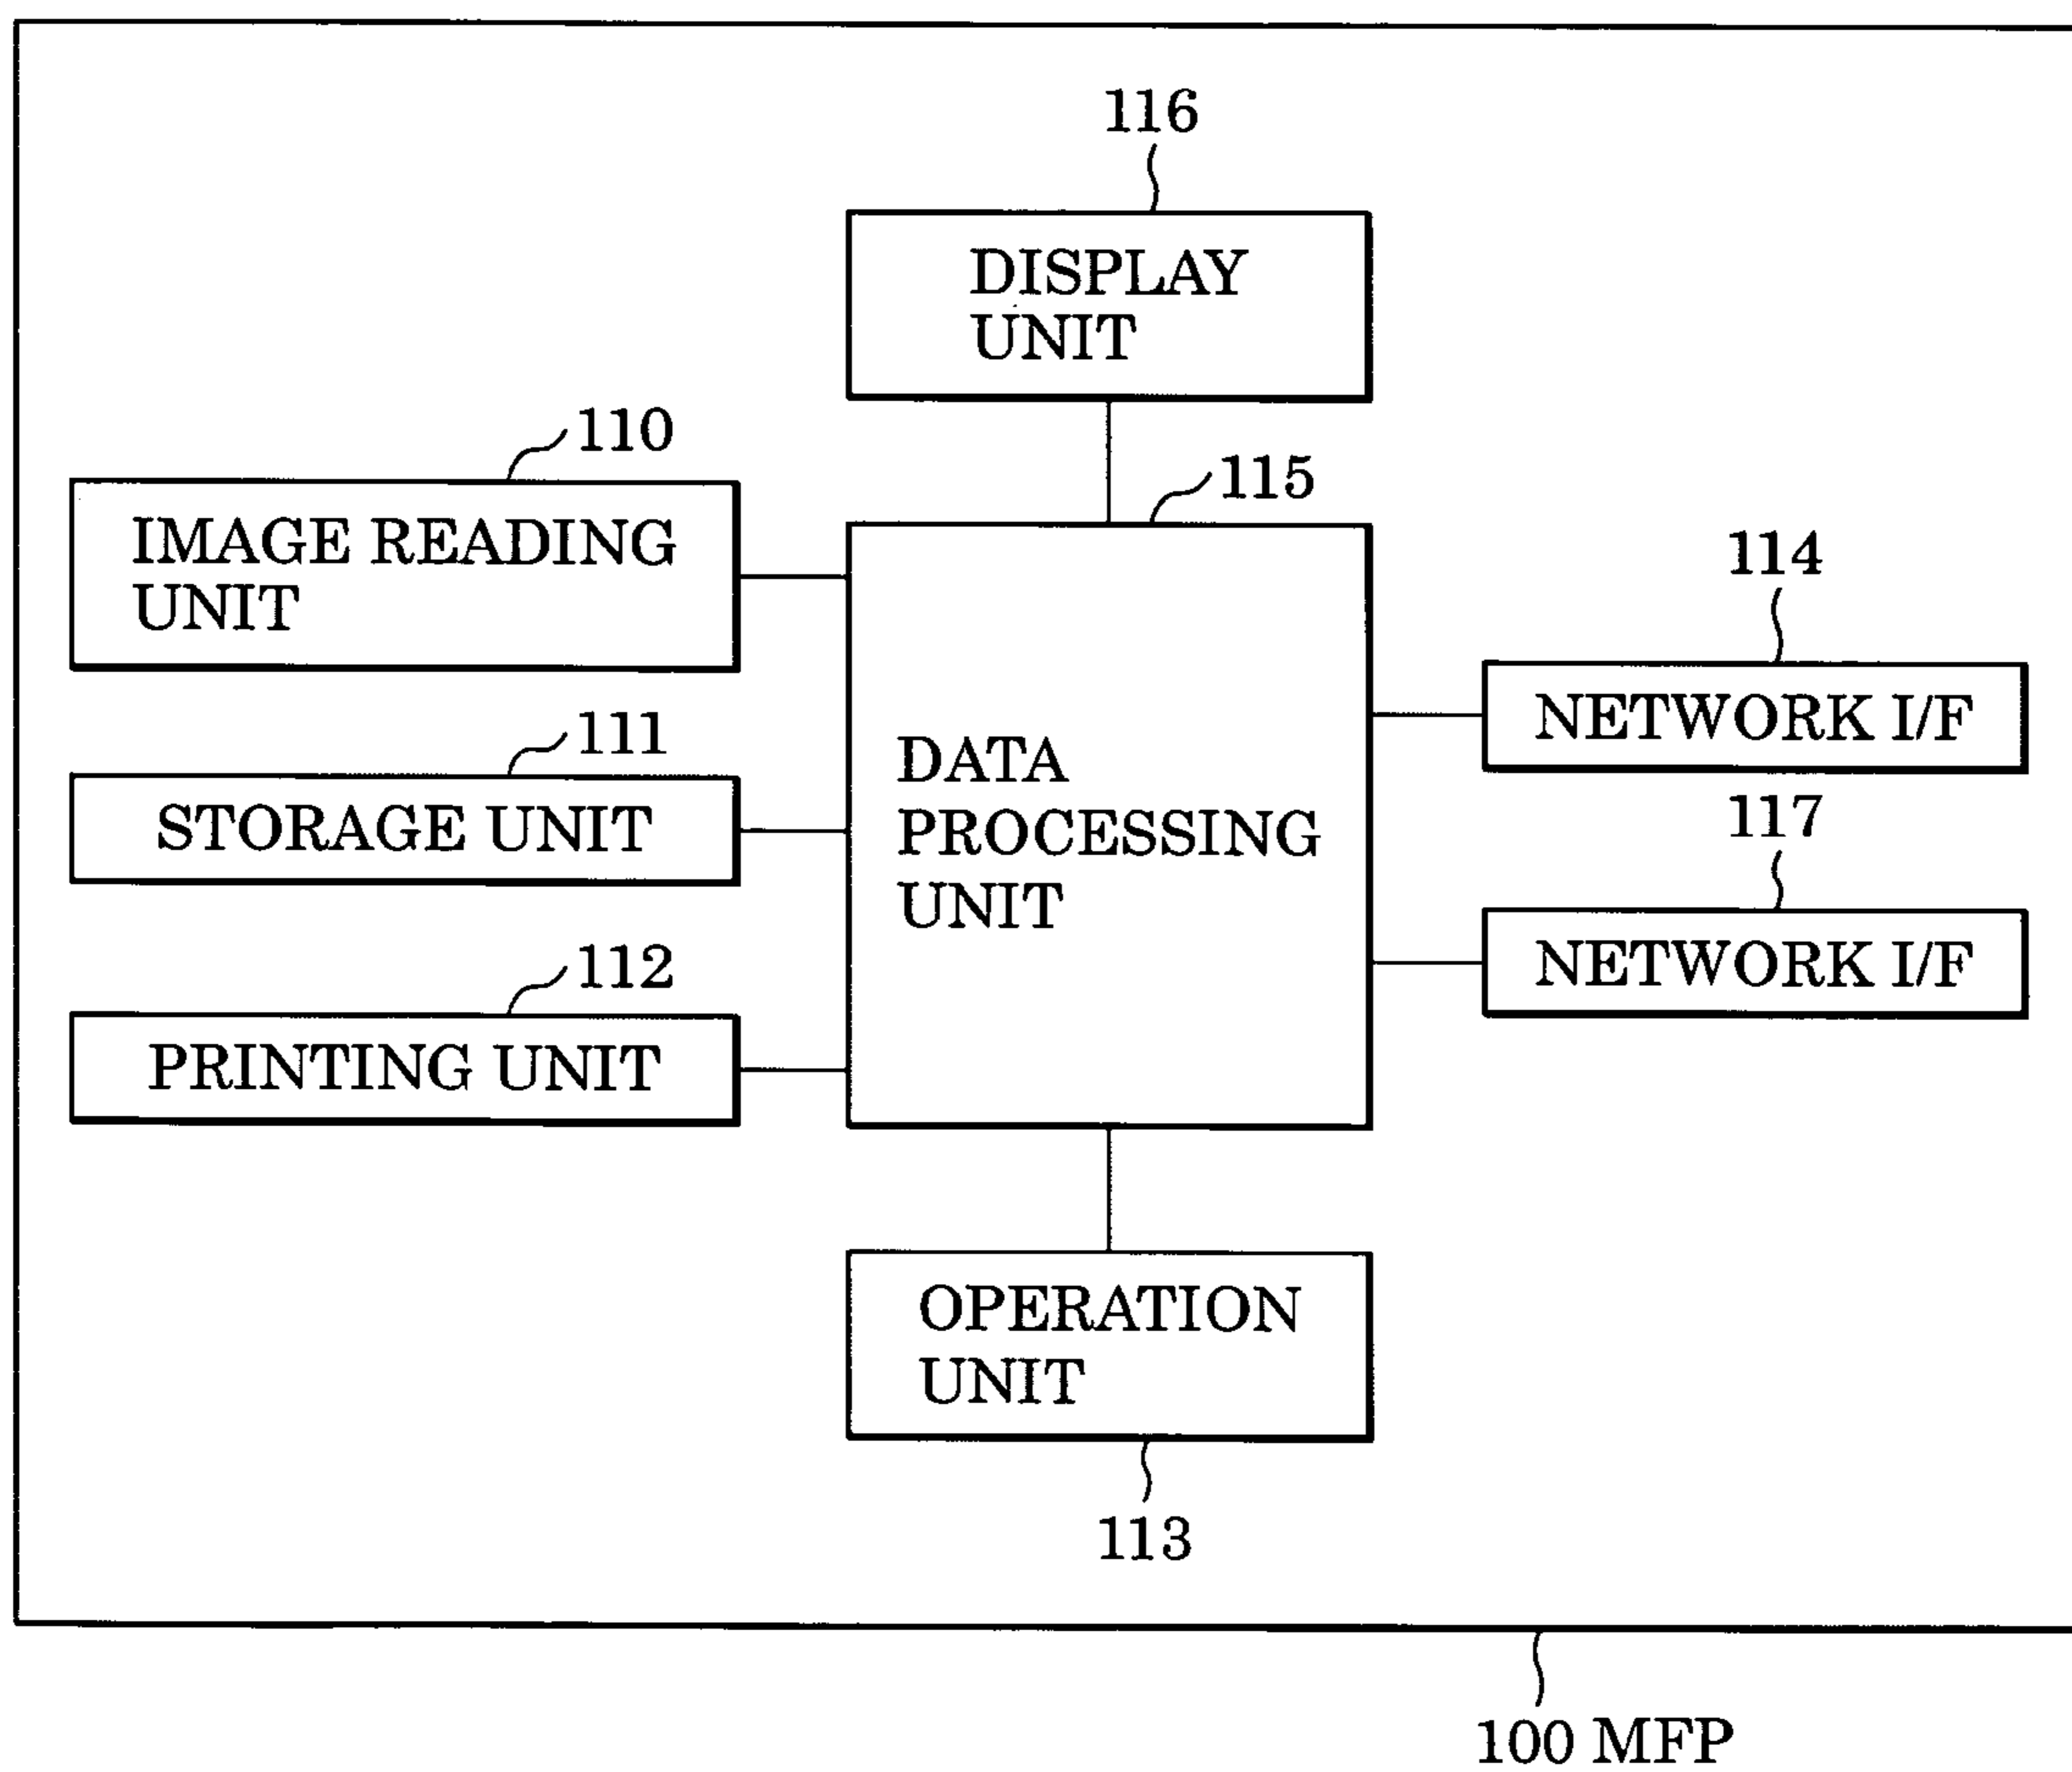 116
DISPLAY
UNIT
110
IMAGE READING
UNIT
115
DATA
PROCESSING
UNIT
114
NETWORK I/F
111
STORAGE UNIT
117
NETWORK I/F
112
PRINTING UNIT
OPERATION
UNIT
113
100 MFP